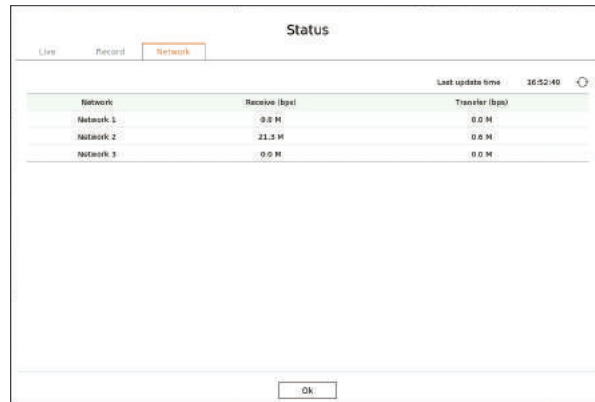 Status
Live Record Network
Last update time 16:52:40
Network Receive (bps) Transfer (bps)
Network 1 0.0 M 0.0 M
Network 2 21.3 M 0.6 M
Network 3 0.0 M 0.0 M
Ok